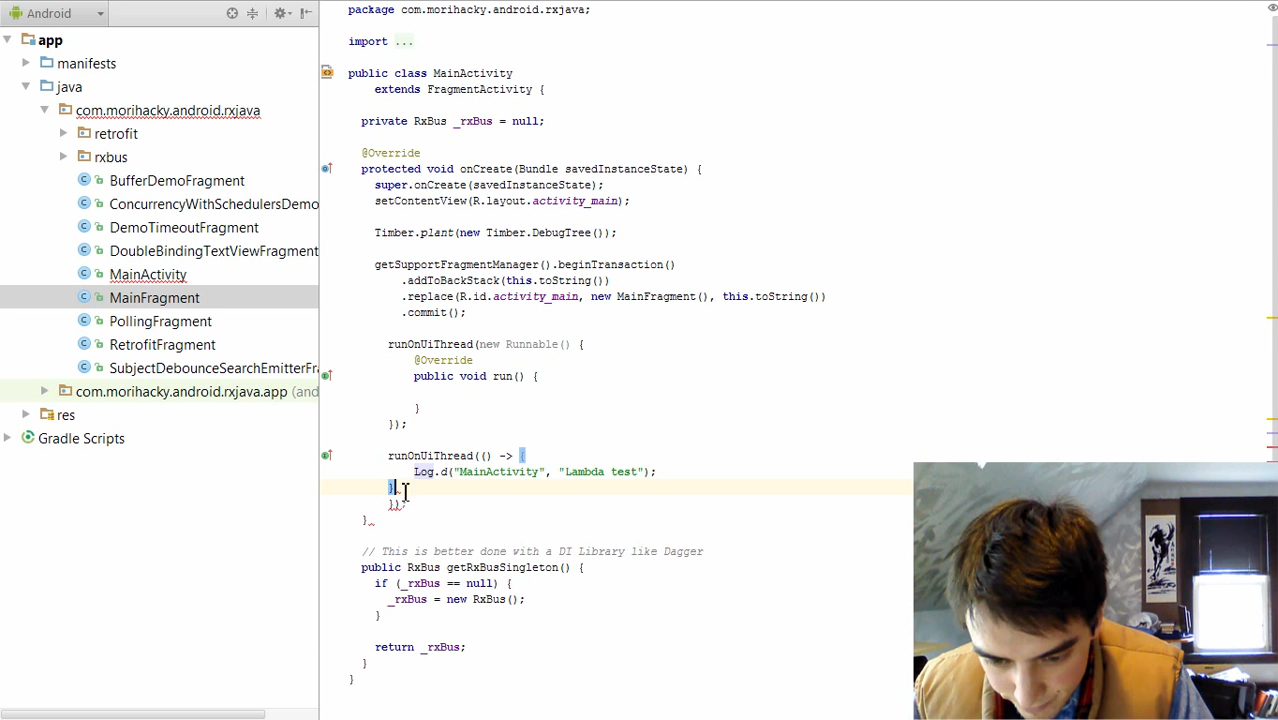 Android
app
manifests
java
com.morihacky.android.rxjava
retrofit
rxbus
BufferDemoFragment
ConcurrencyWithSchedulersDemo
DemoTimeoutFragment
DoubleBindingTextViewFragment
MainActivity
MainFragment
PollingFragment
RetrofitFragment
SubjectDebounceSearchEmitterFr
com.morihacky.android.rxjava.app (and
res
Gradle Scripts
package com.morihacky.android.rxjava;
import ...
public class MainActivity
extends FragmentActivity {
private RxBus _rxBus = null;
@Override
protected void onCreate(Bundle savedInstanceState) {
super.onCreate(savedInstanceState);
setContentView(R.layout.activity_main);
Timber.plant(new Timber.DebugTree());
getSupportFragmentManager().beginTransaction()
.addToBackStack(this.toString())
.replace(R.id.activity_main, new MainFragment(), this.toString())
.commit();
runOnUiThread(new Runnable() {
@Override
public void run() {
}
});
runOnUiThread(() -> {
Log.d("MainActivity", "Lambda test");
}
});
}
// This is better done with a DI Library like Dagger
public RxBus getRxBusSingleton() {
if (_rxBus == null) {
_rxBus = new RxBus();
}
return _rxBus;
}
}